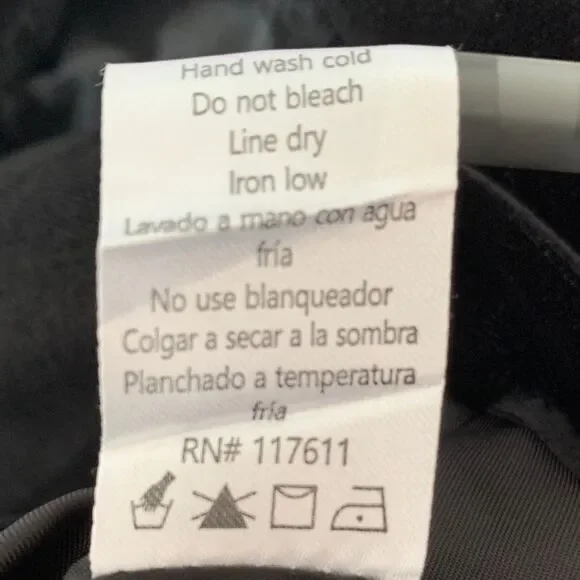 Hand wash cold
Do not bleach
Line dry
Iron low
Lavado a mano con agua
fría
No use blanqueador
Colgar a secar a la sombra
Planchado a temperatura
fría
RN# 117611